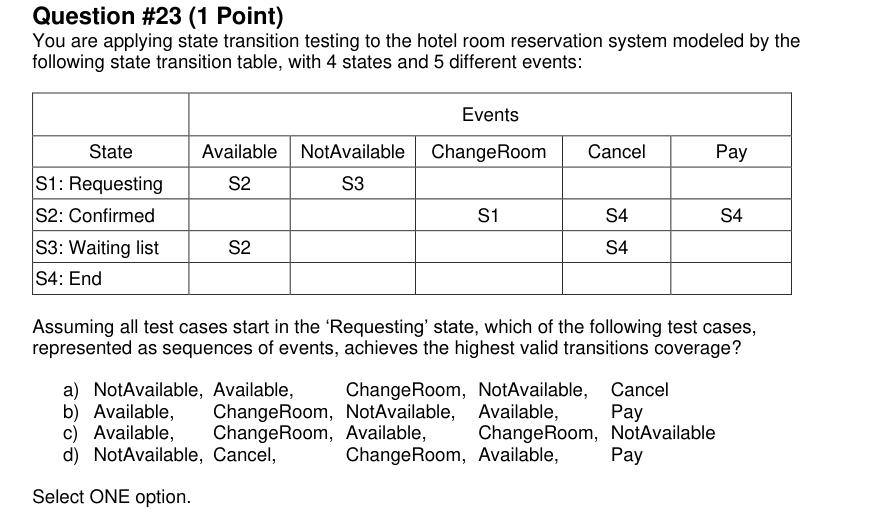 Question #23 (1 Point)
You are applying state transition testing to the hotel room reservation system modeled by the
following state transition table, with 4 states and 5 different events:
Events
State Available NotAvailable ChangeRoom Cancel Pay
S1: Requesting S2 S3
S2: Confirmed S1 S4 S4
S3: Waiting list S2 S4
S4: End
Assuming all test cases start in the ‘Requesting’ state, which of the following test cases,
represented as sequences of events, achieves the highest valid transitions coverage?
a) NotAvailable, Available, ChangeRoom, NotAvailable, Cancel
b) Available, ChangeRoom, NotAvailable, Available, Pay
c) Available, ChangeRoom, Available, ChangeRoom, NotAvailable
d) NotAvailable, Cancel, ChangeRoom, Available, Pay
Select ONE option.